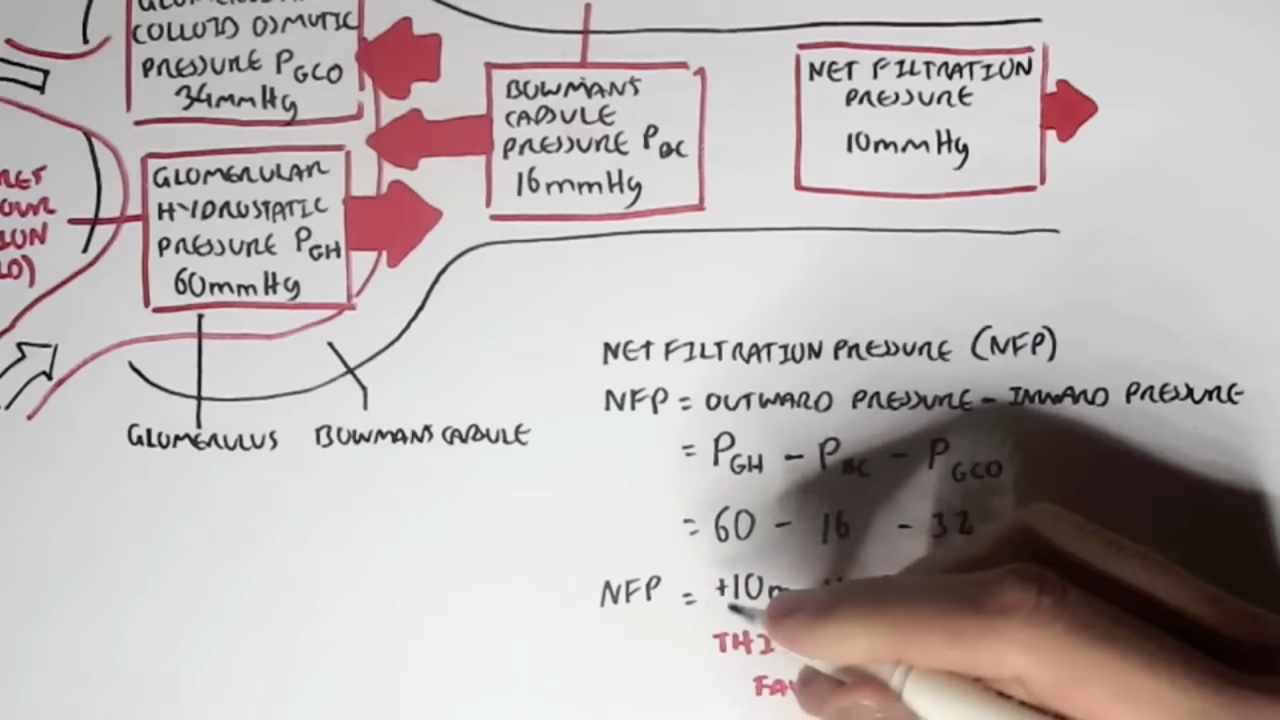 COLLOID OSMOTIC
PRESSURE PGCO
34mmHg
GLOMERULAR
HYDROSTATIC
PRESSURE PGH
60mmHg
BOWMANS
CAPSULE
PRESSURE PBC
16mmHg
NET FILTRATION
PRESSURE
10mmHg
GLOMERULUS
BOWMANS CAPSULE
NET FILTRATION PRESSURE (NFP)
NFP = OUTWARD PRESSURE - INWARD PRESSURE
= PGH - PBC - PGCO
= 60 - 16 - 32
NFP = +10m